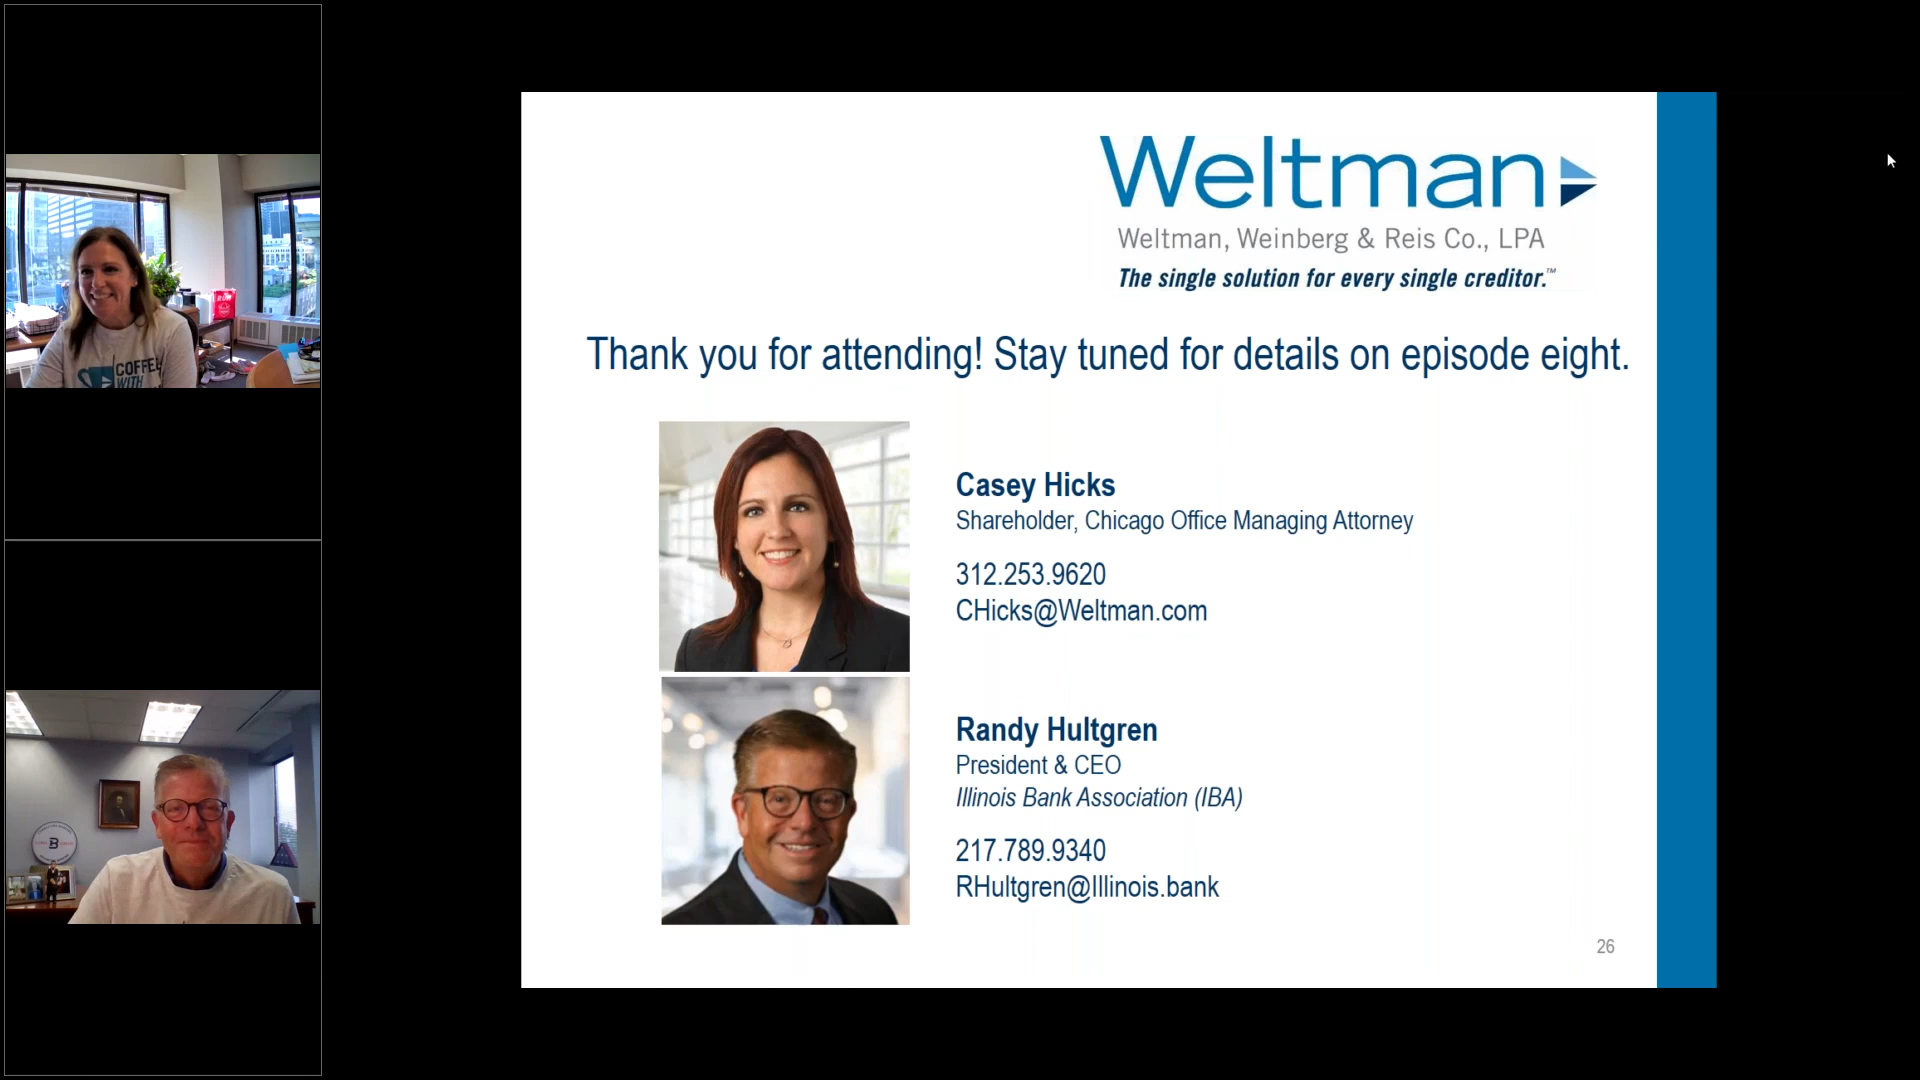 COFFEE
WITH
B
Weltman
Weltman, Weinberg & Reis Co., LPA
The single solution for every single creditor.™
Thank you for attending! Stay tuned for details on episode eight.
Casey Hicks
Shareholder, Chicago Office Managing Attorney
312.253.9620
CHicks@Weltman.com
Randy Hultgren
President & CEO
Illinois Bank Association (IBA)
217.789.9340
RHultgren@Illinois.bank
26